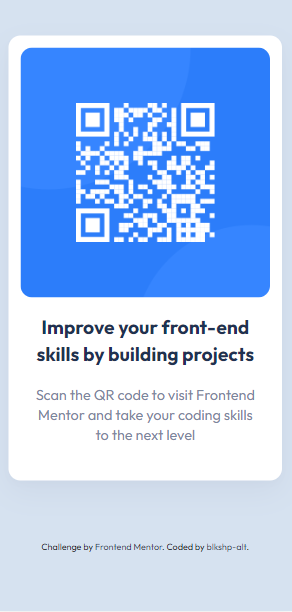 Improve your front-end
skills by building projects
Scan the QR code to visit Frontend
Mentor and take your coding skills
to the next level
Challenge by Frontend Mentor. Coded by blkshp-alt.